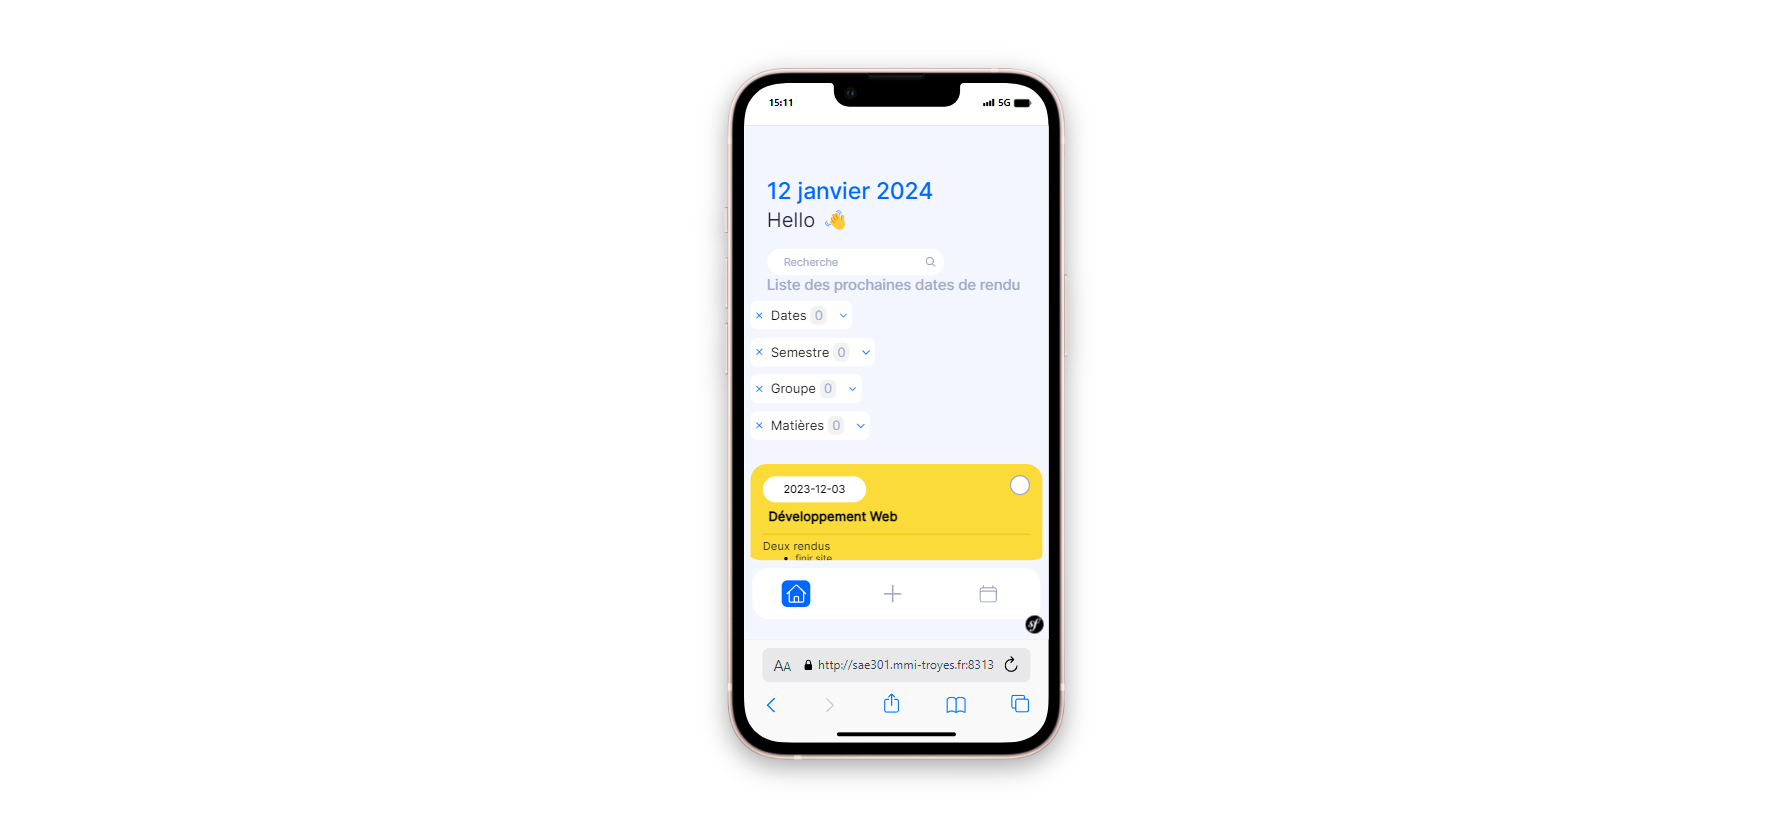 15:11 5G
12 janvier 2024
Hello 👋
Recherche
Liste des prochaines dates de rendu
× Dates 0
× Semestre 0
× Groupe 0
× Matières 0
2023-12-03
Développement Web
Deux rendus
• finir site
sf
AA http://sae301.mmi-troyes.fr:8313